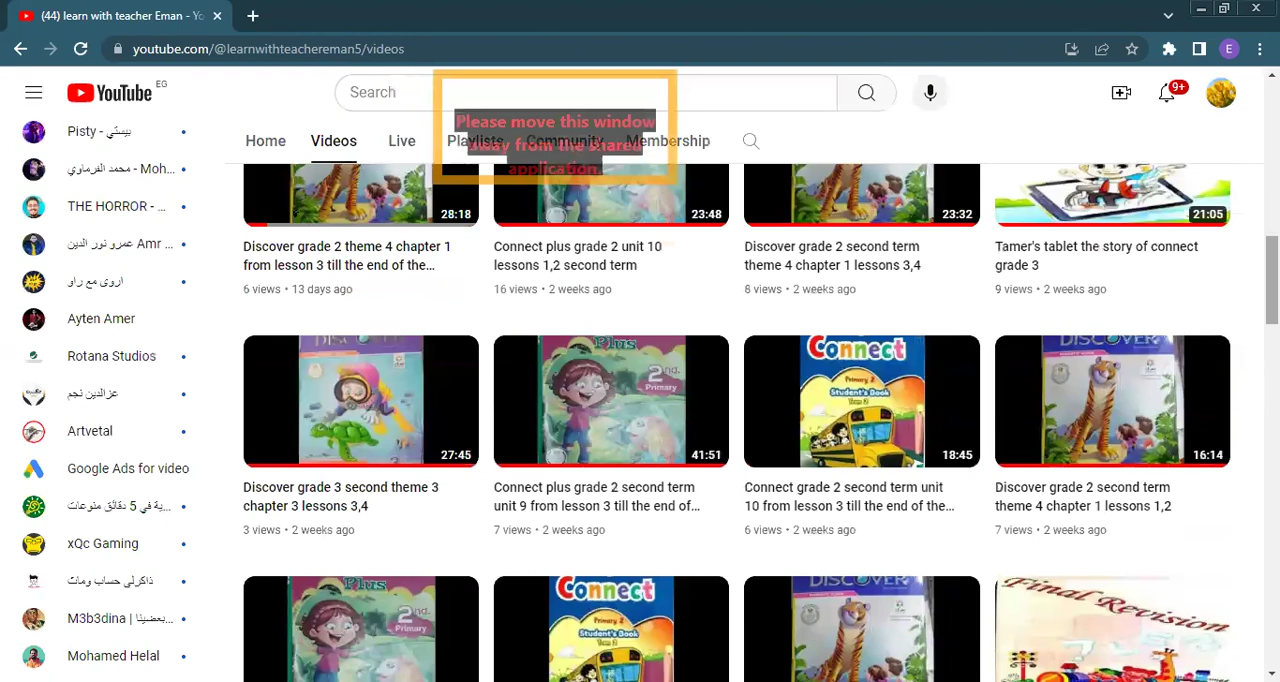 (44) learn with teacher Eman - Yo
youtube.com/@learnwithteachereman5/videos
E
YouTube EG
Search
9+
Please move this window
away from the shared
application.
Home Videos Live Playlists Community Membership
Pisty - بيستي
محمد الفرماوي - Moh...
THE HORROR - ...
عمرو نور الدين Amr ...
اروى مع راو
Ayten Amer
Rotana Studios
عزالدين نجم
Artvetal
Google Ads for video
ية في 5 دقائق منوعات...
xQc Gaming
ذاكرلى حساب ومات
M3b3dina | بعضينا...
Mohamed Helal
28:18
23:48
23:32
21:05
Discover grade 2 theme 4 chapter 1
from lesson 3 till the end of the...
6 views • 13 days ago
Connect plus grade 2 unit 10
lessons 1,2 second term
16 views • 2 weeks ago
Discover grade 2 second term
theme 4 chapter 1 lessons 3,4
8 views • 2 weeks ago
Tamer's tablet the story of connect
grade 3
9 views • 2 weeks ago
DISCOVER
27:45
Plus
2nd.
Primary
41:51
Connect
Primary 2
Student's Book
Term 2
18:45
DISCOVER
16:14
Discover grade 3 second theme 3
chapter 3 lessons 3,4
3 views • 2 weeks ago
Connect plus grade 2 second term
unit 9 from lesson 3 till the end of...
7 views • 2 weeks ago
Connect grade 2 second term unit
10 from lesson 3 till the end of the...
6 views • 2 weeks ago
Discover grade 2 second term
theme 4 chapter 1 lessons 1,2
7 views • 2 weeks ago
Plus
2nd.
Primary
Connect
Primary 2
Student's Book
Term 2
DISCOVER
Final Revision